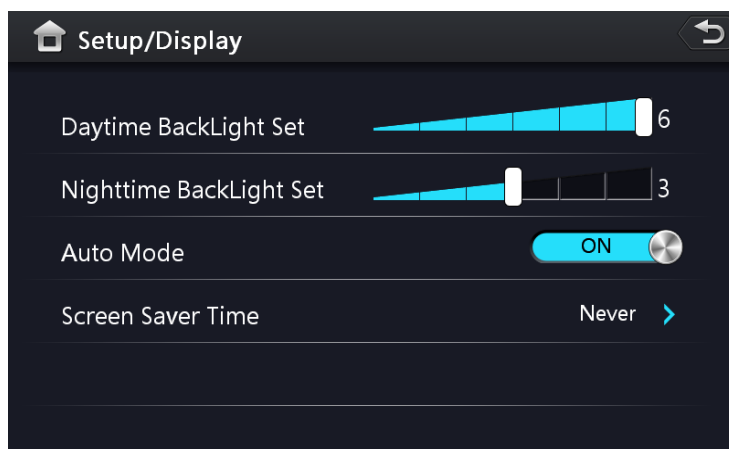 Setup/Display
Daytime BackLight Set 6
Nighttime BackLight Set 3
Auto Mode ON
Screen Saver Time Never